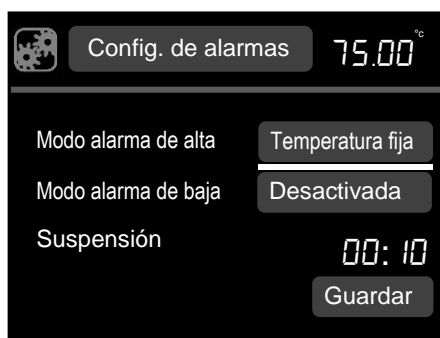 Config. de alarmas 75.00°c
Modo alarma de alta Temperatura fija
Modo alarma de baja Desactivada
Suspensión 00:10
Guardar